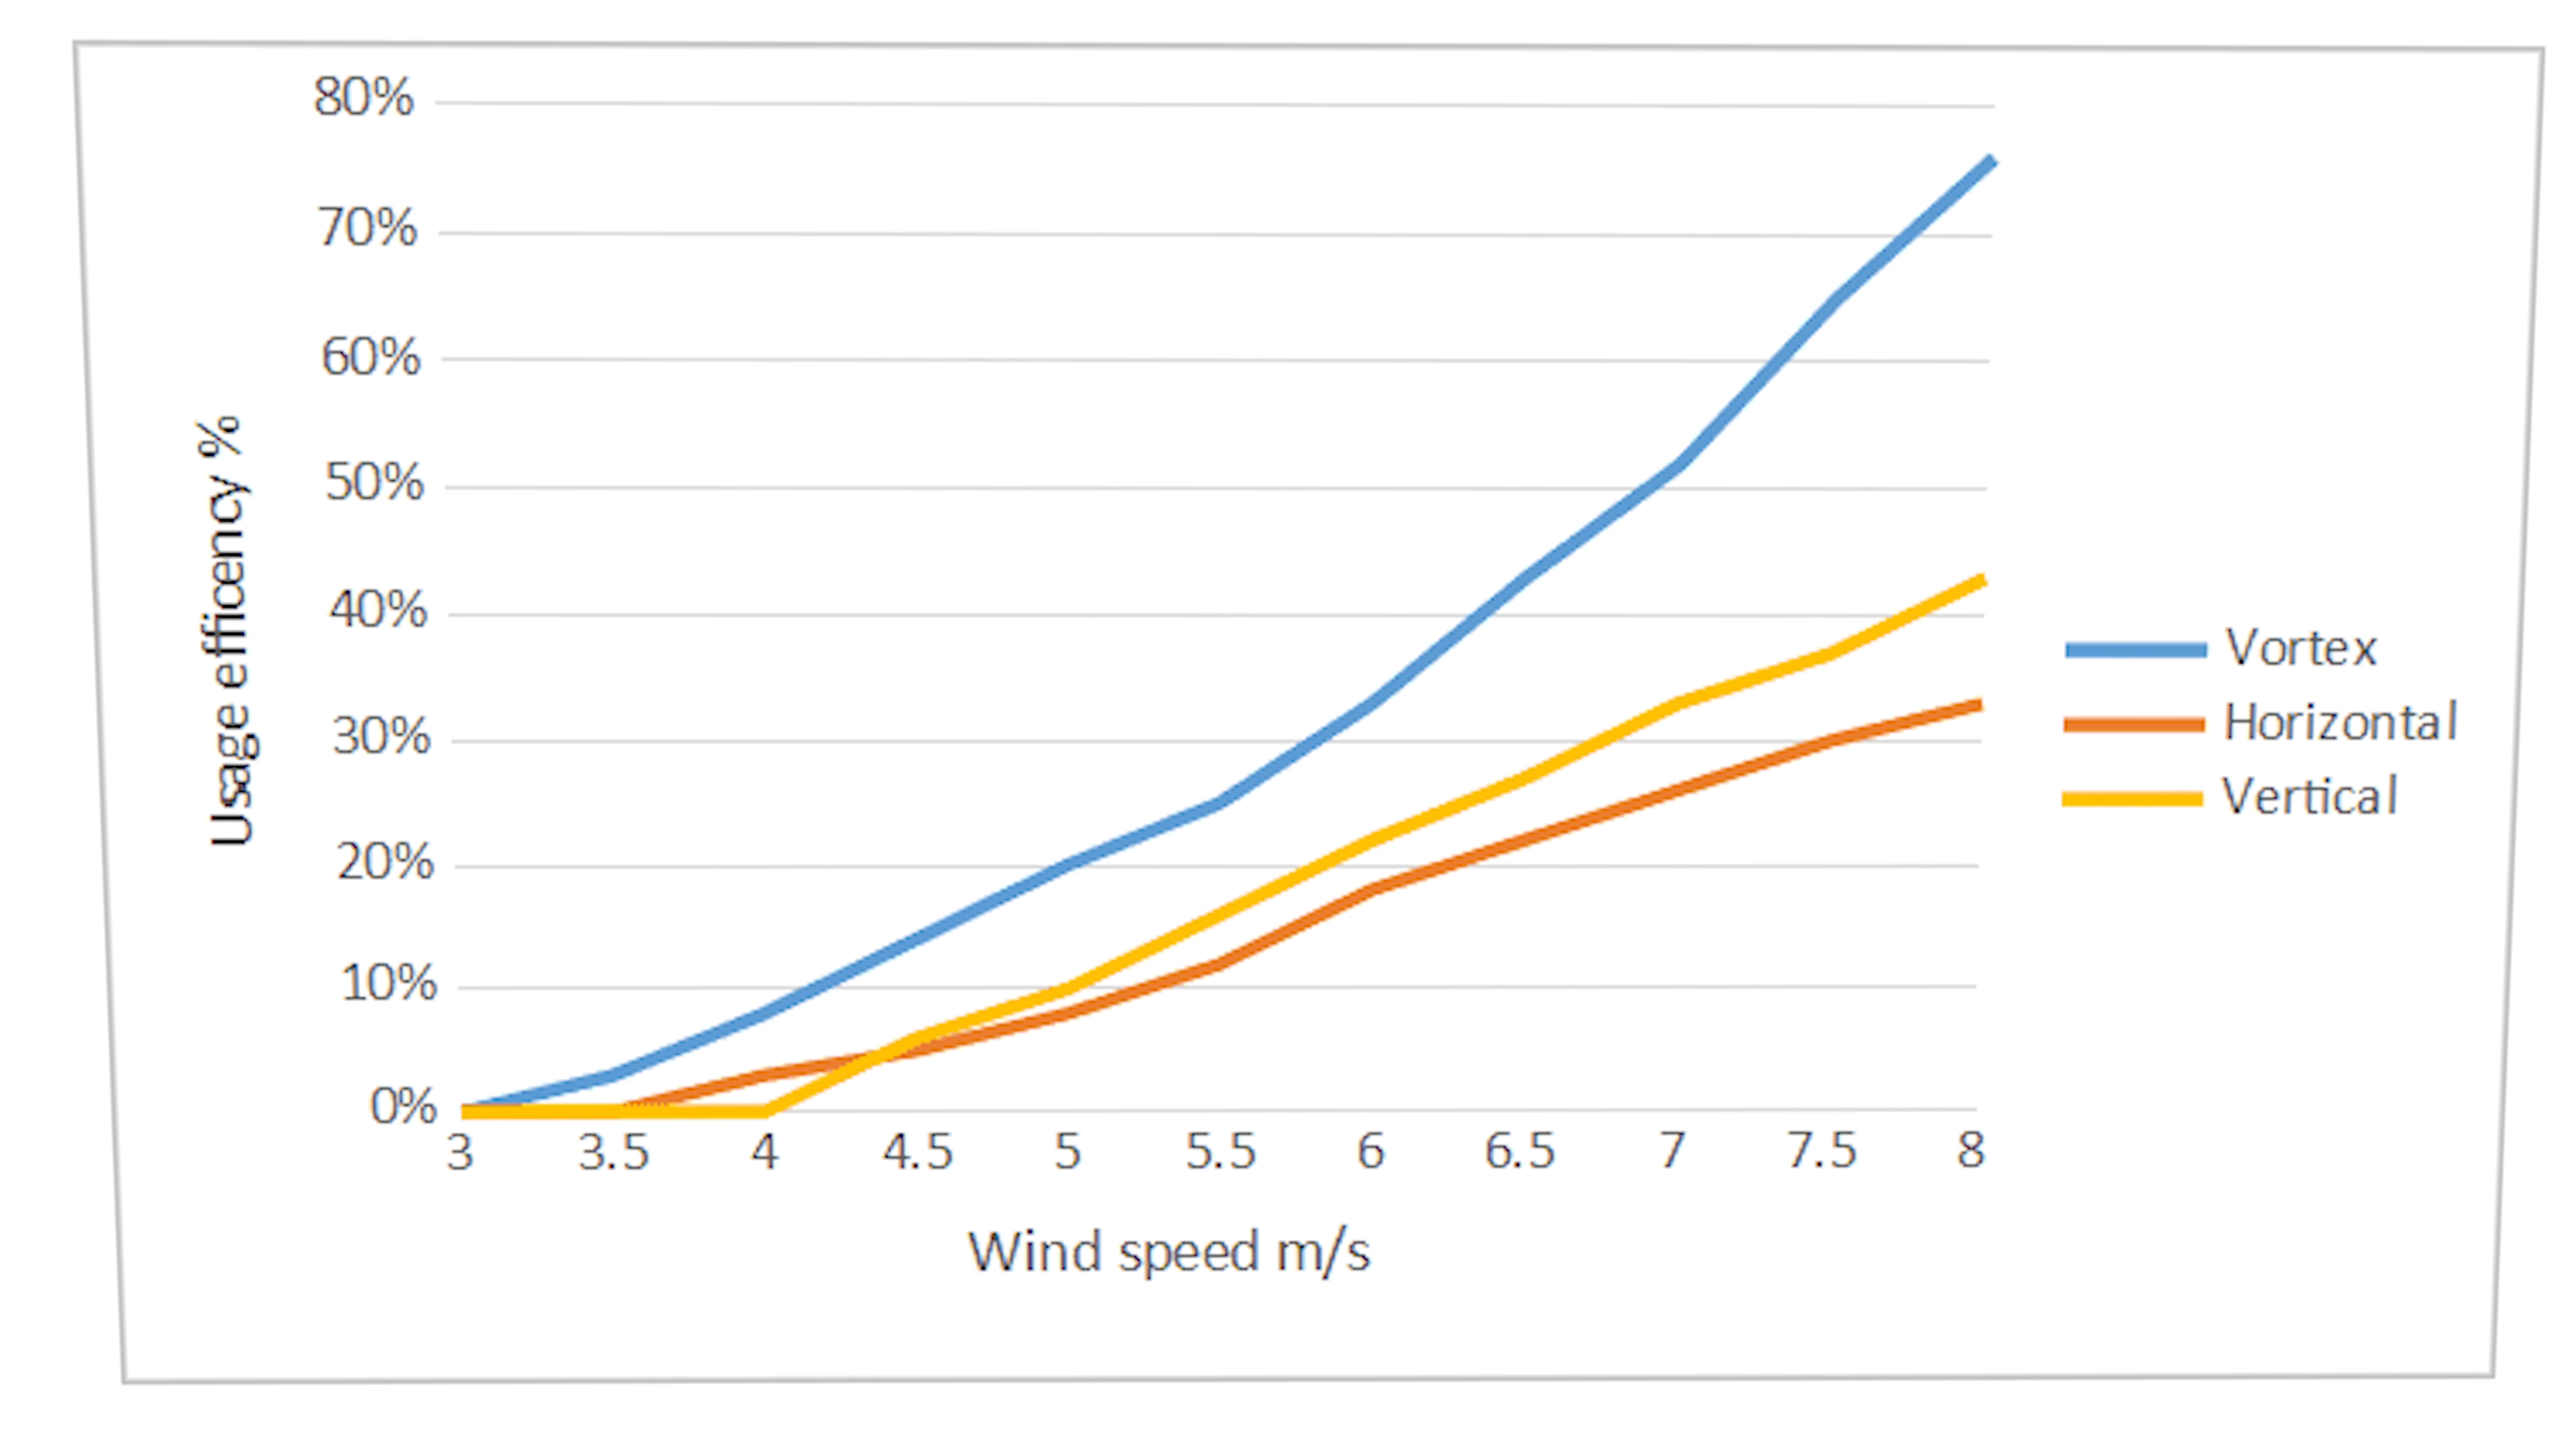 80%
70%
60%
50%
40%
30%
20%
10%
0%
Usage efficency %
3 3.5 4 4.5 5 5.5 6 6.5 7 7.5 8
Wind speed m/s
Vortex
Horizontal
Vertical